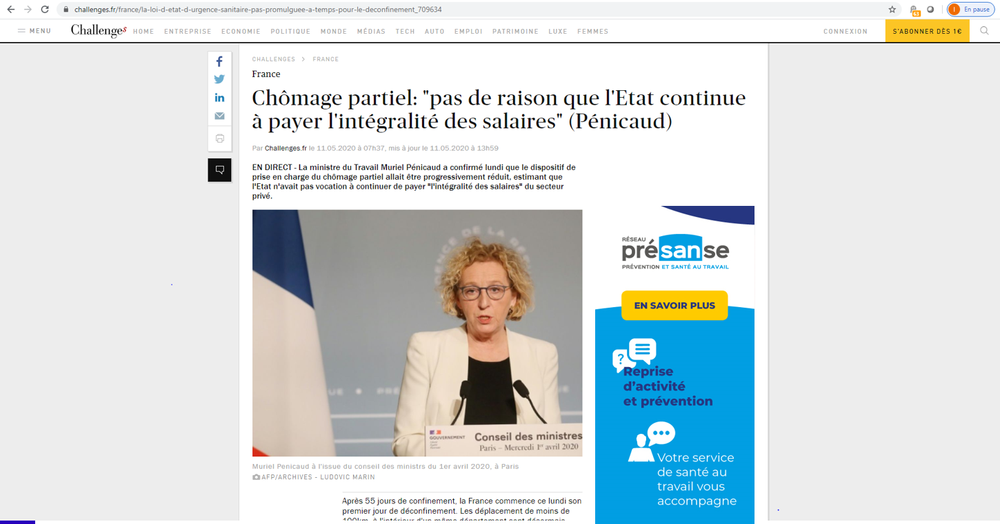 challenges.fr/france/la-loi-d-etat-d-urgence-sanitaire-pas-promulguee-a-temps-pour-le-deconfinement_709634
63
I
En pause
MENU
Challenges
HOME
ENTREPRISE
ECONOMIE
POLITIQUE
MONDE
MÉDIAS
TECH
AUTO
EMPLOI
PATRIMOINE
LUXE
FEMMES
CONNEXION
S'ABONNER DÈS 1€
CHALLENGES > FRANCE
France
Chômage partiel: "pas de raison que l'Etat continue
à payer l'intégralité des salaires" (Pénicaud)
Par Challenges.fr le 11.05.2020 à 07h37, mis à jour le 11.05.2020 à 13h59
EN DIRECT - La ministre du Travail Muriel Pénicaud a confirmé lundi que le dispositif de
prise en charge du chômage partiel allait être progressivement réduit, estimant que
l'Etat n'avait pas vocation à continuer de payer "l'intégralité des salaires" du secteur
privé.
GOUVERNEMENT
Conseil des ministres
Paris – Mercredi 1er avril 2020
Muriel Penicaud à l'issue du conseil des ministrs du 1er avril 2020, à Paris
AFP/ARCHIVES - LUDOVIC MARIN
Après 55 jours de confinement, la France commence ce lundi son
premier jour de déconfinement. Les déplacement de moins de
100km, à l'intérieur d'un même département sont désormais
RÉSEAU
présanse
PRÉVENTION ET SANTÉ AU TRAVAIL
EN SAVOIR PLUS
?
Reprise
d'activité
et prévention
Votre service
de santé au
travail vous
accompagne